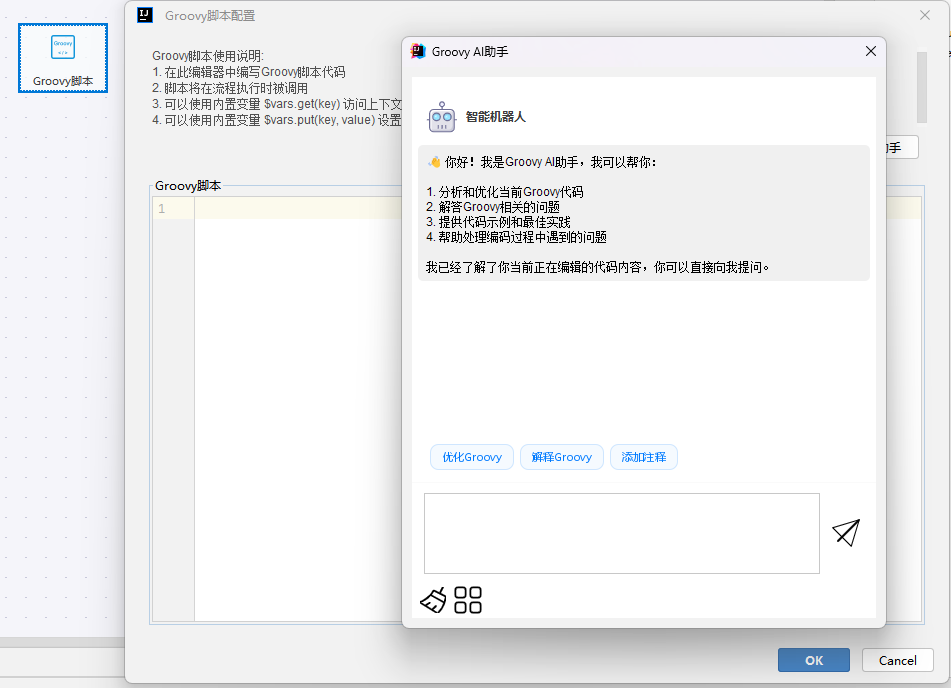 Groovy
</>
Groovy脚本
IJ
Groovy脚本配置
Groovy脚本使用说明:
1. 在此编辑器中编写Groovy脚本代码
2. 脚本将在流程执行时被调用
3. 可以使用内置变量 $vars.get(key) 访问上下文
4. 可以使用内置变量 $vars.put(key, value) 设置
手
Groovy脚本
1
Groovy AI助手
智能机器人
👋 你好！我是Groovy AI助手，我可以帮你：
1. 分析和优化当前Groovy代码
2. 解答Groovy相关的问题
3. 提供代码示例和最佳实践
4. 帮助处理编码过程中遇到的问题
我已经了解了你当前正在编辑的代码内容，你可以直接向我提问。
优化Groovy
解释Groovy
添加注释
OK
Cancel